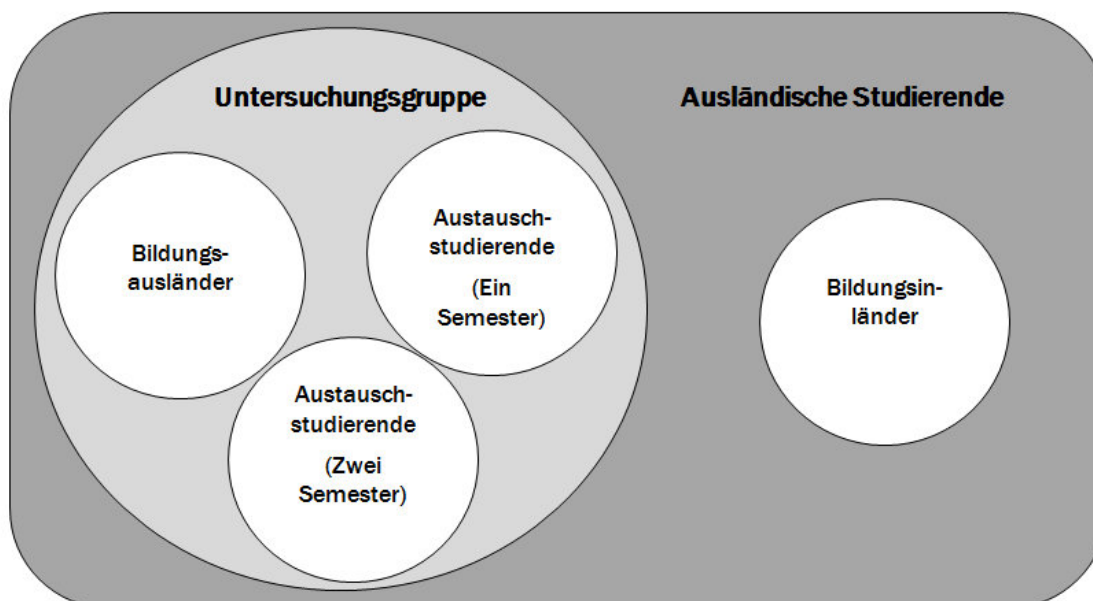 Untersuchungsgruppe
Ausländische Studierende
Bildungs-
ausländer
Austausch-
studierende
(Ein
Semester)
Austausch-
studierende
(Zwei
Semester)
Bildungsin-
länder